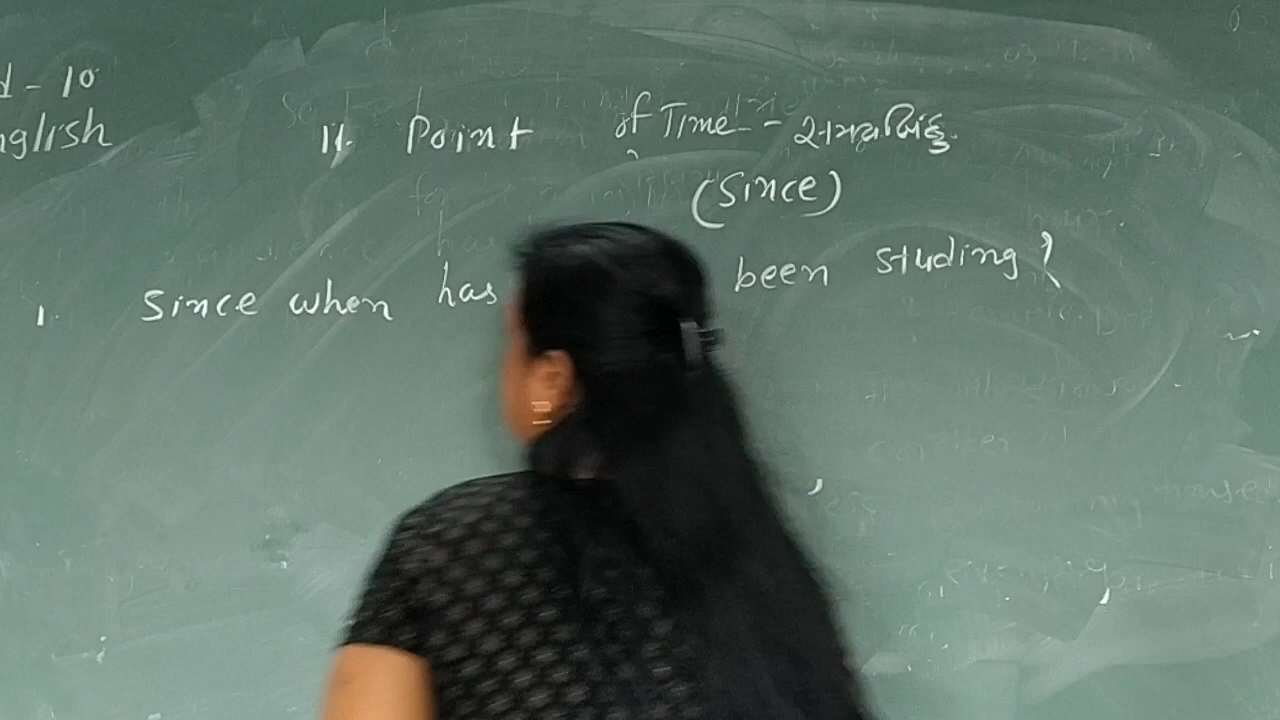 d - 10
nglish
11. Point of Time - સમયબિંદુ
(Since)
1. Since when has been studing?